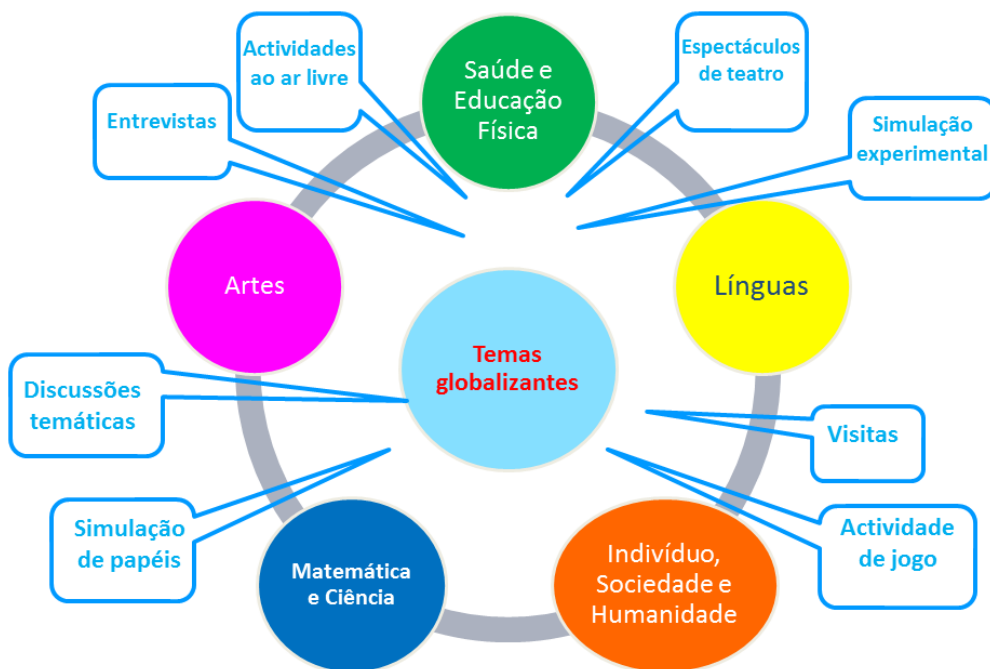 Actividades
ao ar livre
Saúde e
Educação
Física
Espectáculos
de teatro
Entrevistas
Simulação
experimental
Artes
Línguas
Temas
globalizantes
Discussões
temáticas
Visitas
Simulação
de papéis
Matemática
e Ciência
Indivíduo,
Sociedade e
Humanidade
Actividade
de jogo